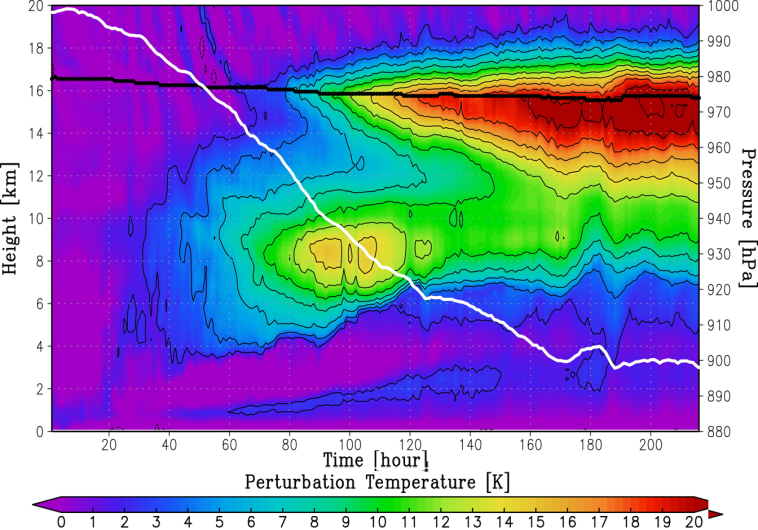 20 18 16 14 12 10 8 6 4 2 0
Height [km]
1000 990 980 970 960 950 940 930 920 910 900 890 880
Pressure [hPa]
20 40 60 80 100 120 140 160 180 200
Time [hour]
Perturbation Temperature [K]
0 1 2 3 4 5 6 7 8 9 10 11 12 13 14 15 16 17 18 19 20